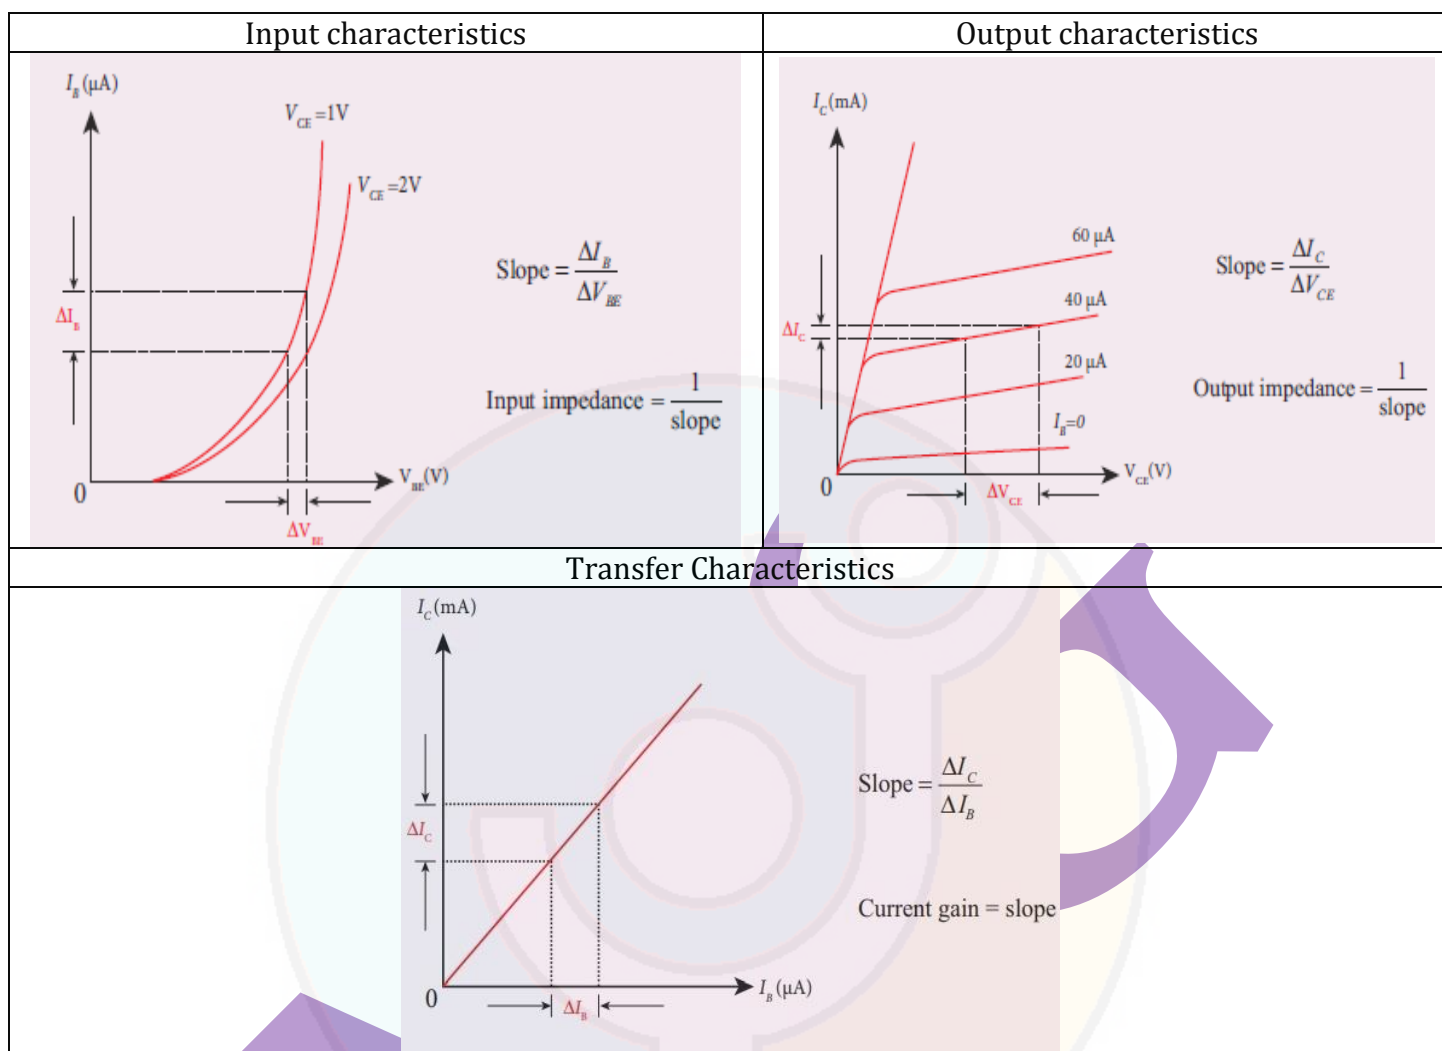 Input characteristics
Output characteristics
I_B (μA)
V_CE =1V
V_CE =2V
ΔI_B
0
V_BE(V)
ΔV_BE
Slope = ΔI_B / ΔV_BE
Input impedance = 1 / slope
I_C (mA)
60 μA
40 μA
20 μA
I_B=0
ΔI_C
0
V_CE(V)
ΔV_CE
Slope = ΔI_C / ΔV_CE
Output impedance = 1 / slope
Transfer Characteristics
I_C (mA)
ΔI_C
0
I_B (μA)
ΔI_B
Slope = ΔI_C / ΔI_B
Current gain = slope